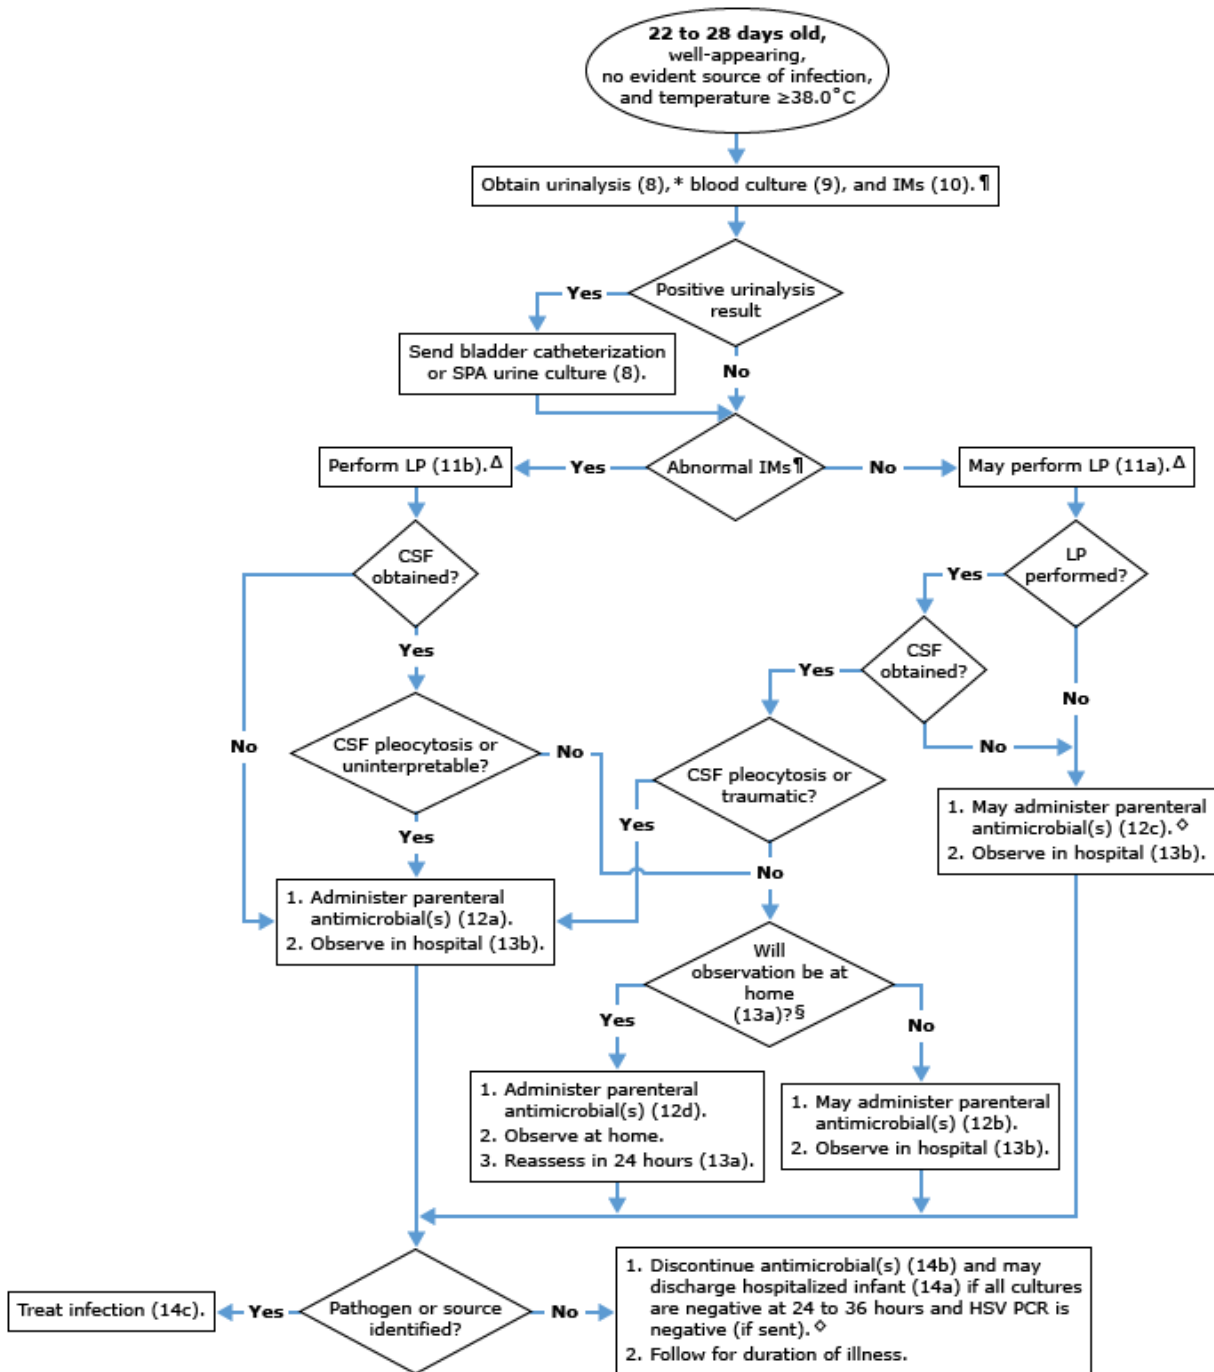 22 to 28 days old,
well-appearing,
no evident source of infection,
and temperature ≥38.0˚C
Obtain urinalysis (8),* blood culture (9), and IMs (10).¶
Positive urinalysis
result
Yes
Send bladder catheterization
or SPA urine culture (8).
No
Abnormal IMs¶
Yes
Perform LP (11b).Δ
No
May perform LP (11a).Δ
CSF
obtained?
LP
performed?
Yes
Yes
CSF
obtained?
Yes
No
No
No
CSF pleocytosis or
uninterpretable?
No
CSF pleocytosis or
traumatic?
Yes
Yes
No
1. May administer parenteral
antimicrobial(s) (12c).◇
2. Observe in hospital (13b).
1. Administer parenteral
antimicrobial(s) (12a).
2. Observe in hospital (13b).
Will
observation be at
home
(13a)?§
Yes
No
1. Administer parenteral
antimicrobial(s) (12d).
2. Observe at home.
3. Reassess in 24 hours (13a).
1. May administer parenteral
antimicrobial(s) (12b).
2. Observe in hospital (13b).
Pathogen or source
identified?
Yes
Treat infection (14c).
No
1. Discontinue antimicrobial(s) (14b) and may
discharge hospitalized infant (14a) if all cultures
are negative at 24 to 36 hours and HSV PCR is
negative (if sent).◇
2. Follow for duration of illness.